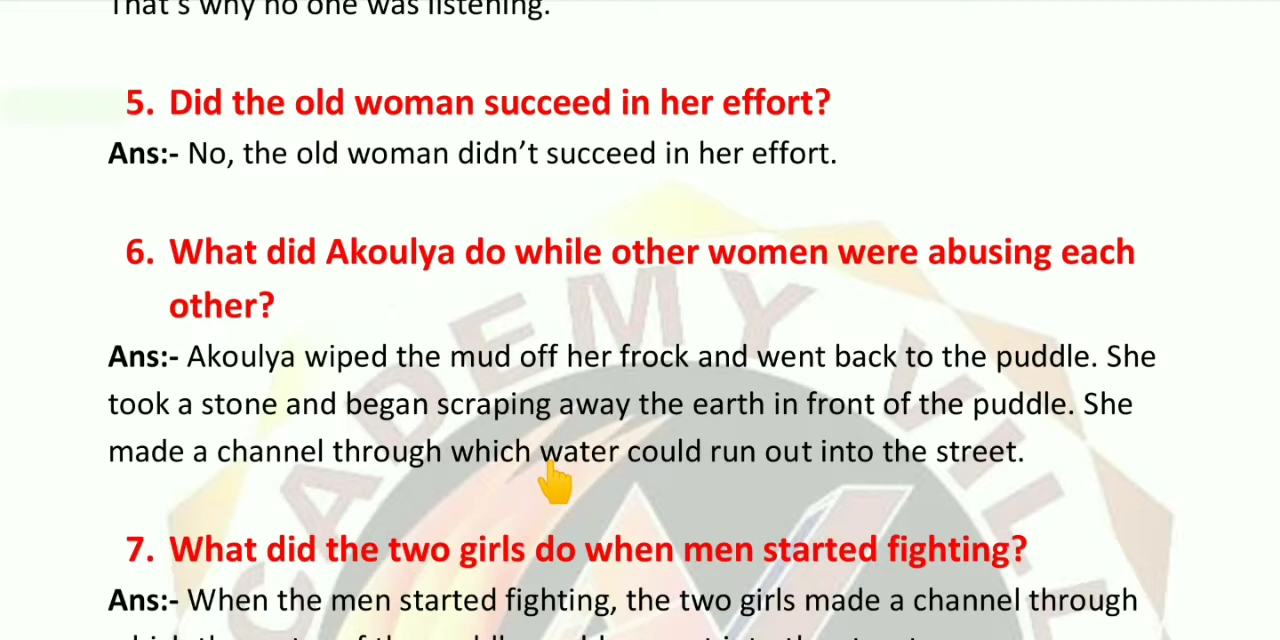 That's why no one was listening.
5. Did the old woman succeed in her effort?
Ans:- No, the old woman didn't succeed in her effort.
6. What did Akoulya do while other women were abusing each
other?
Ans:- Akoulya wiped the mud off her frock and went back to the puddle. She
took a stone and began scraping away the earth in front of the puddle. She
made a channel through which water could run out into the street.
7. What did the two girls do when men started fighting?
Ans:- When the men started fighting, the two girls made a channel through
CADEMY VILL